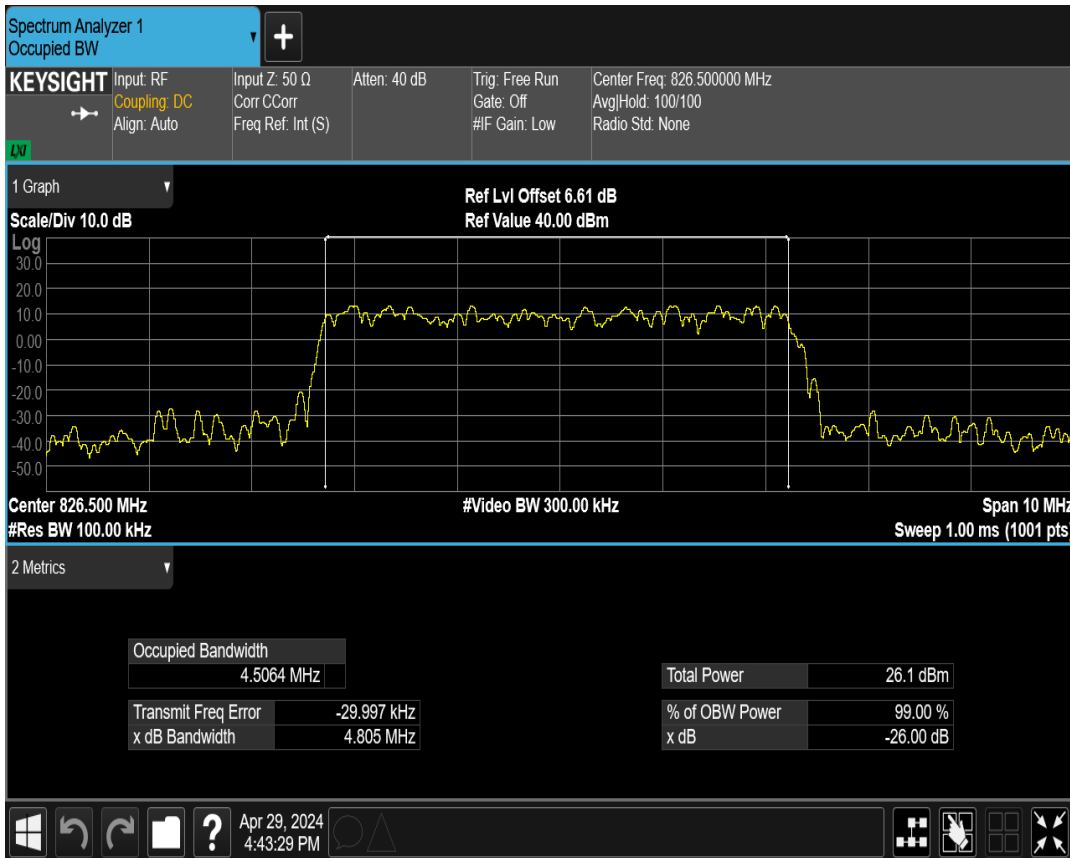 Spectrum Analyzer 1
Occupied BW
+
KEYSIGHT
LXI
Input: RF
Coupling: DC
Align: Auto
Input Z: 50 Ω
Corr CCorr
Freq Ref: Int (S)
Atten: 40 dB
Trig: Free Run
Gate: Off
#IF Gain: Low
Center Freq: 826.500000 MHz
Avg|Hold: 100/100
Radio Std: None
1 Graph
Scale/Div 10.0 dB
Ref Lvl Offset 6.61 dB
Ref Value 40.00 dBm
Log
30.0
20.0
10.0
0.00
-10.0
-20.0
-30.0
-40.0
-50.0
Center 826.500 MHz
#Video BW 300.00 kHz
Span 10 MHz
#Res BW 100.00 kHz
Sweep 1.00 ms (1001 pts)
2 Metrics
Occupied Bandwidth
4.5064 MHz
Transmit Freq Error -29.997 kHz
x dB Bandwidth 4.805 MHz
Total Power 26.1 dBm
% of OBW Power 99.00 %
x dB -26.00 dB
?
Apr 29, 2024
4:43:29 PM